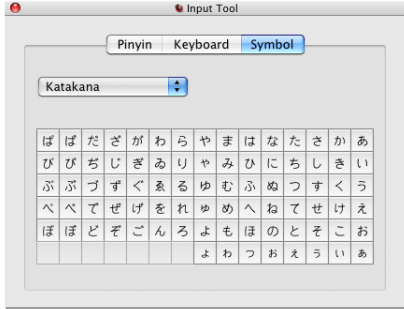 Input Tool
Pinyin Keyboard Symbol
Katakana
ぱ ば だ ざ が わ ら や ま は な た さ か あ
ぴ び ぢ じ ぎ ゐ り ゃ み ひ に ち し き い
ぷ ぶ づ ず ぐ ゑ る ゆ む ふ ぬ つ す く う
ぺ べ で ぜ げ を れ ゅ め へ ね て せ け え
ぽ ぼ ど ぞ ご ん ろ よ も ほ の と そ こ お
ょ ゎ っ ぉ ぇ ぅ ぃ ぁ